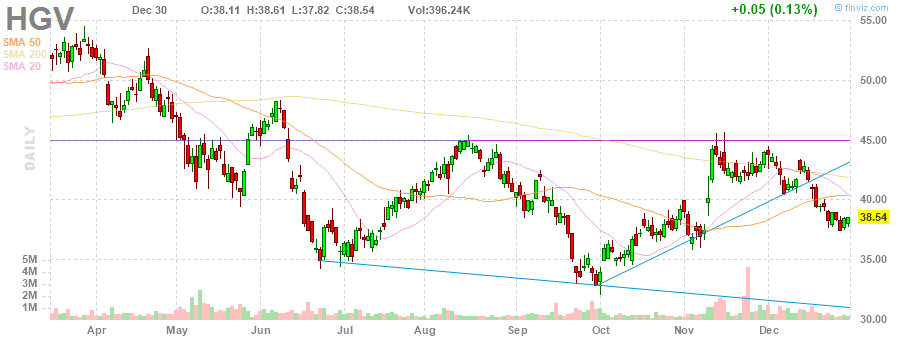 HGV Dec 30 O:38.11 H:38.61 L:37.82 C:38.54 Vol:396.24K +0.05 (0.13%) © finviz.com
SMA 50
SMA 200
SMA 20
DAILY
55.00
50.00
45.00
40.00
38.54
35.00
30.00
5M
4M
3M
2M
1M
Apr May Jun Jul Aug Sep Oct Nov Dec